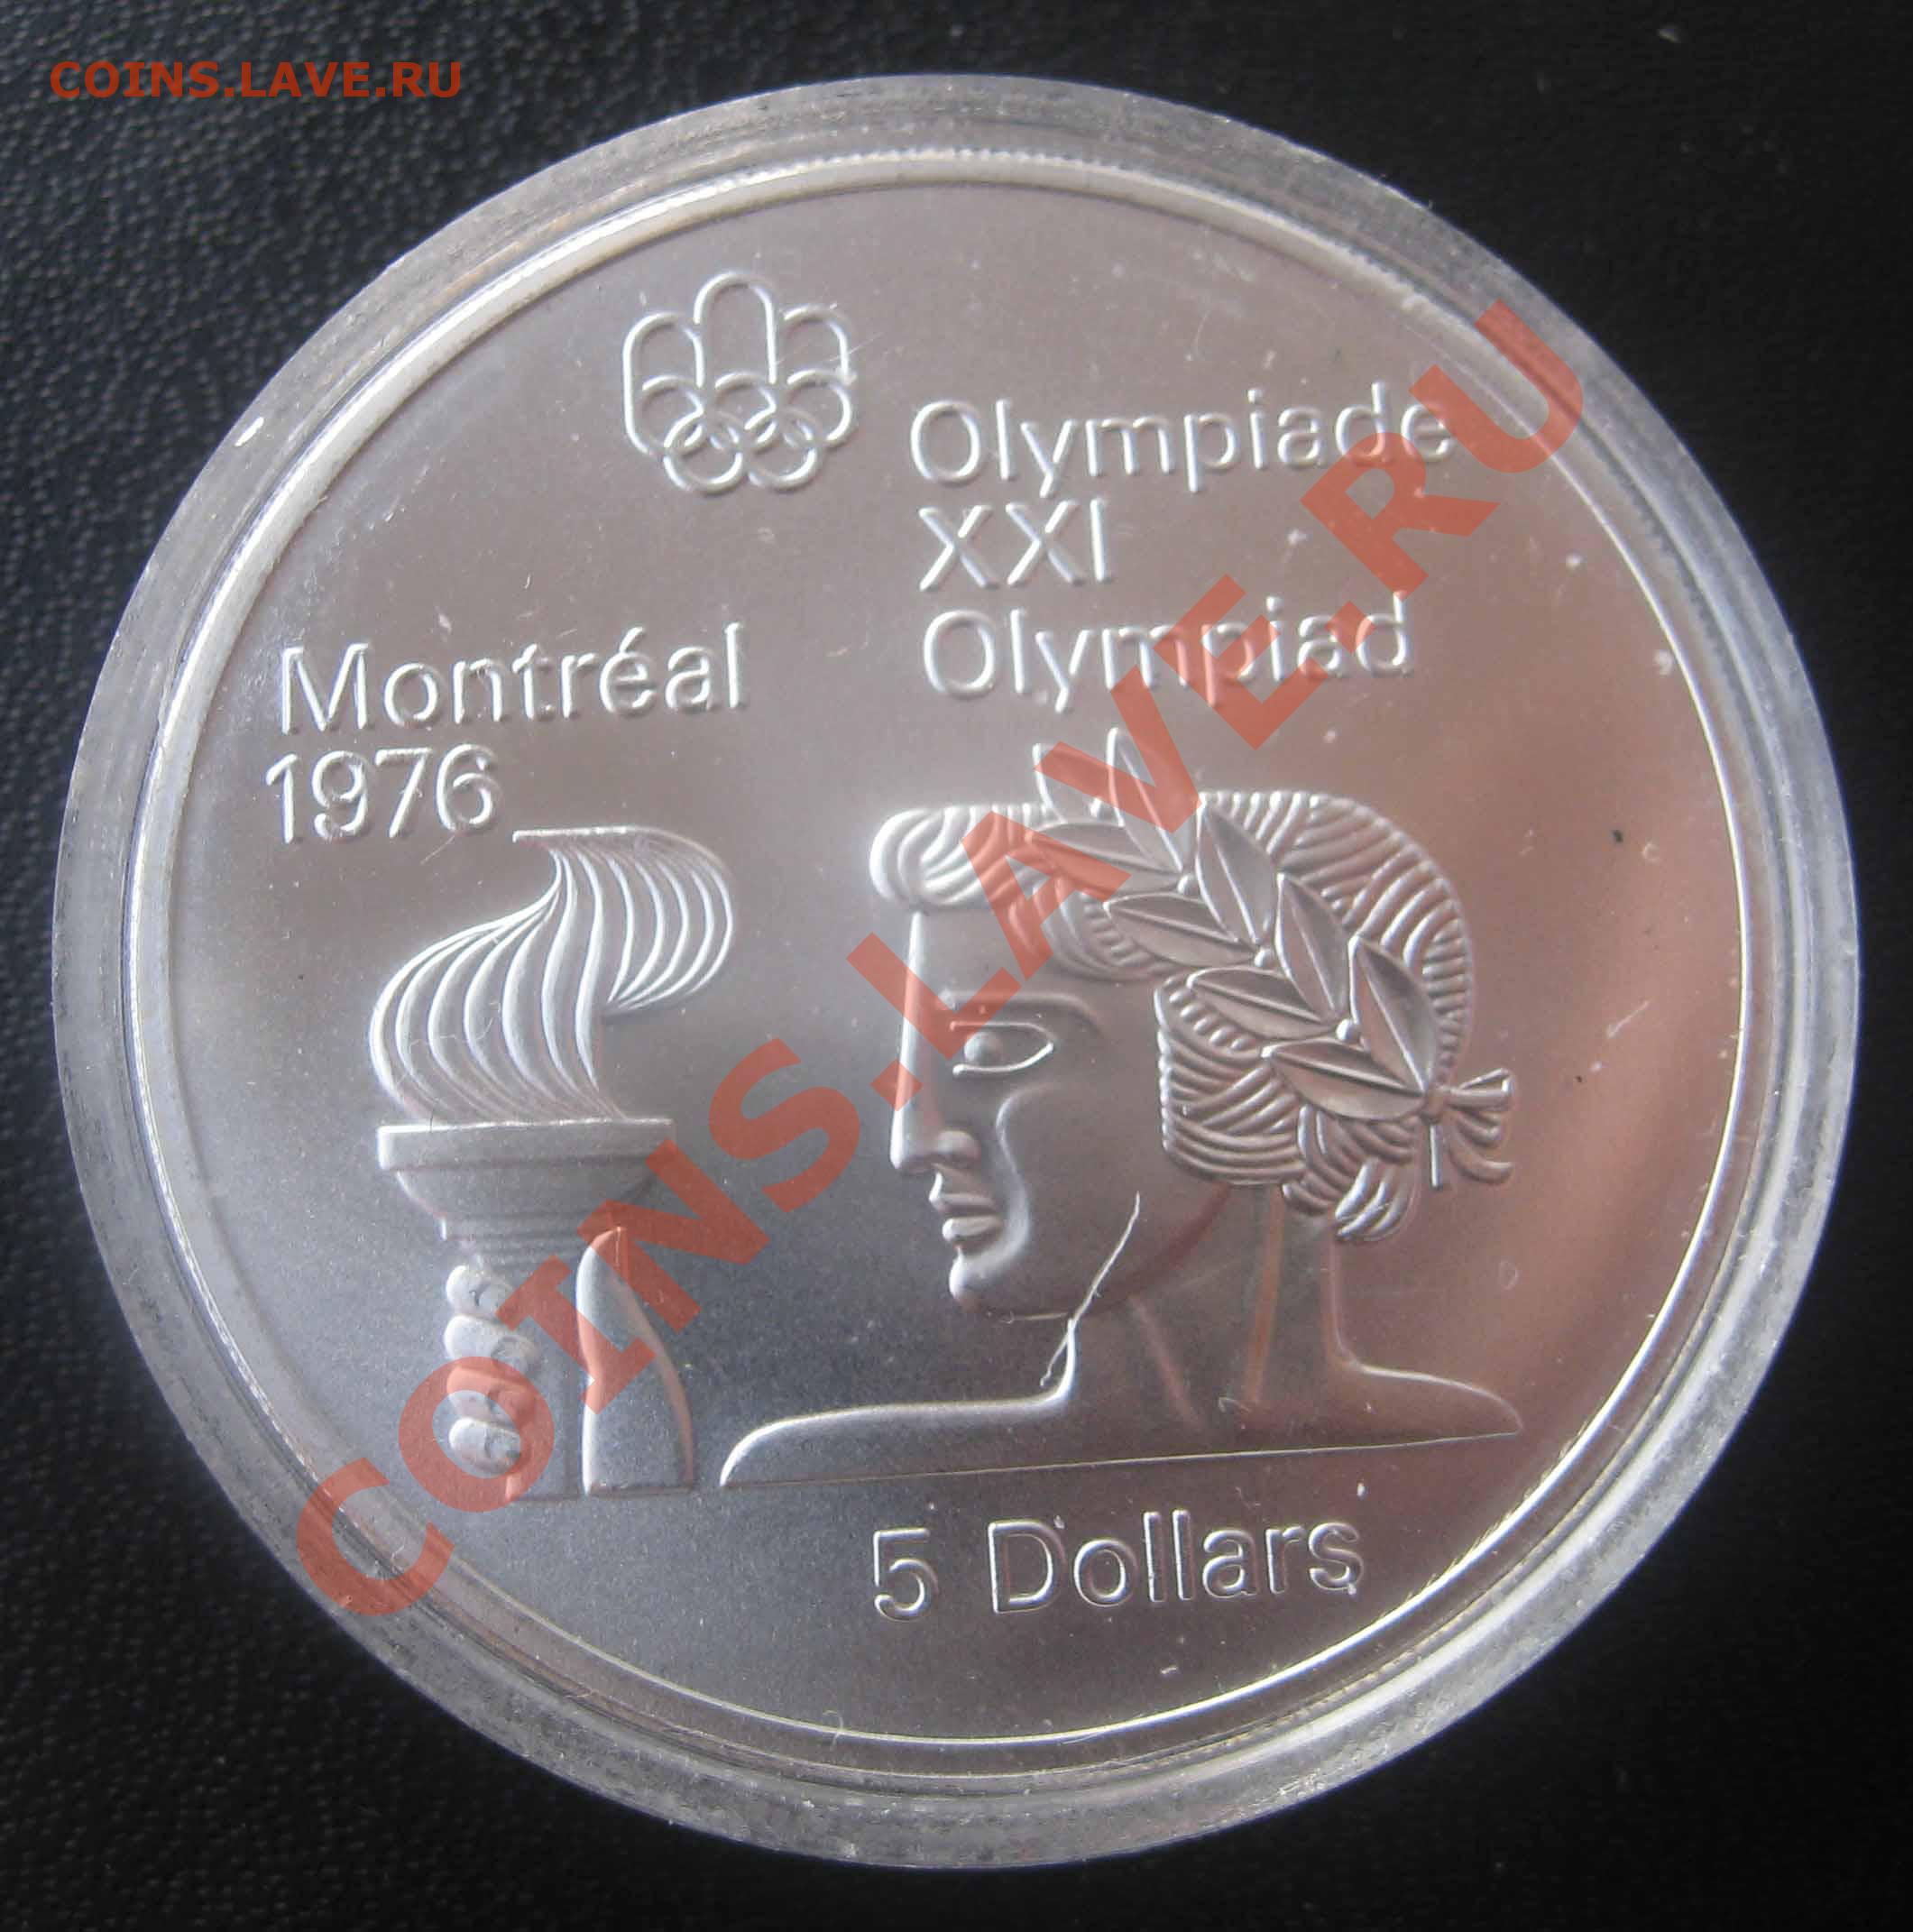 COINS.LAVE.RU
Olympiade
XXI
Olympiad
Montréal
1976
5 Dollars
COINS.LAVE.RU